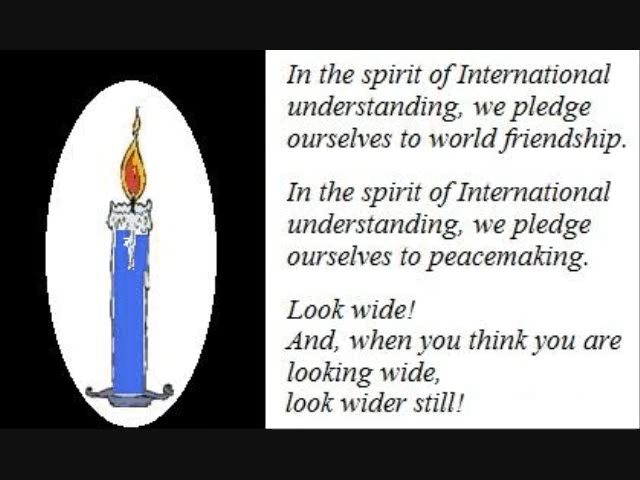 In the spirit of International
understanding, we pledge
ourselves to world friendship.
In the spirit of International
understanding, we pledge
ourselves to peacemaking.
Look wide!
And, when you think you are
looking wide,
look wider still!